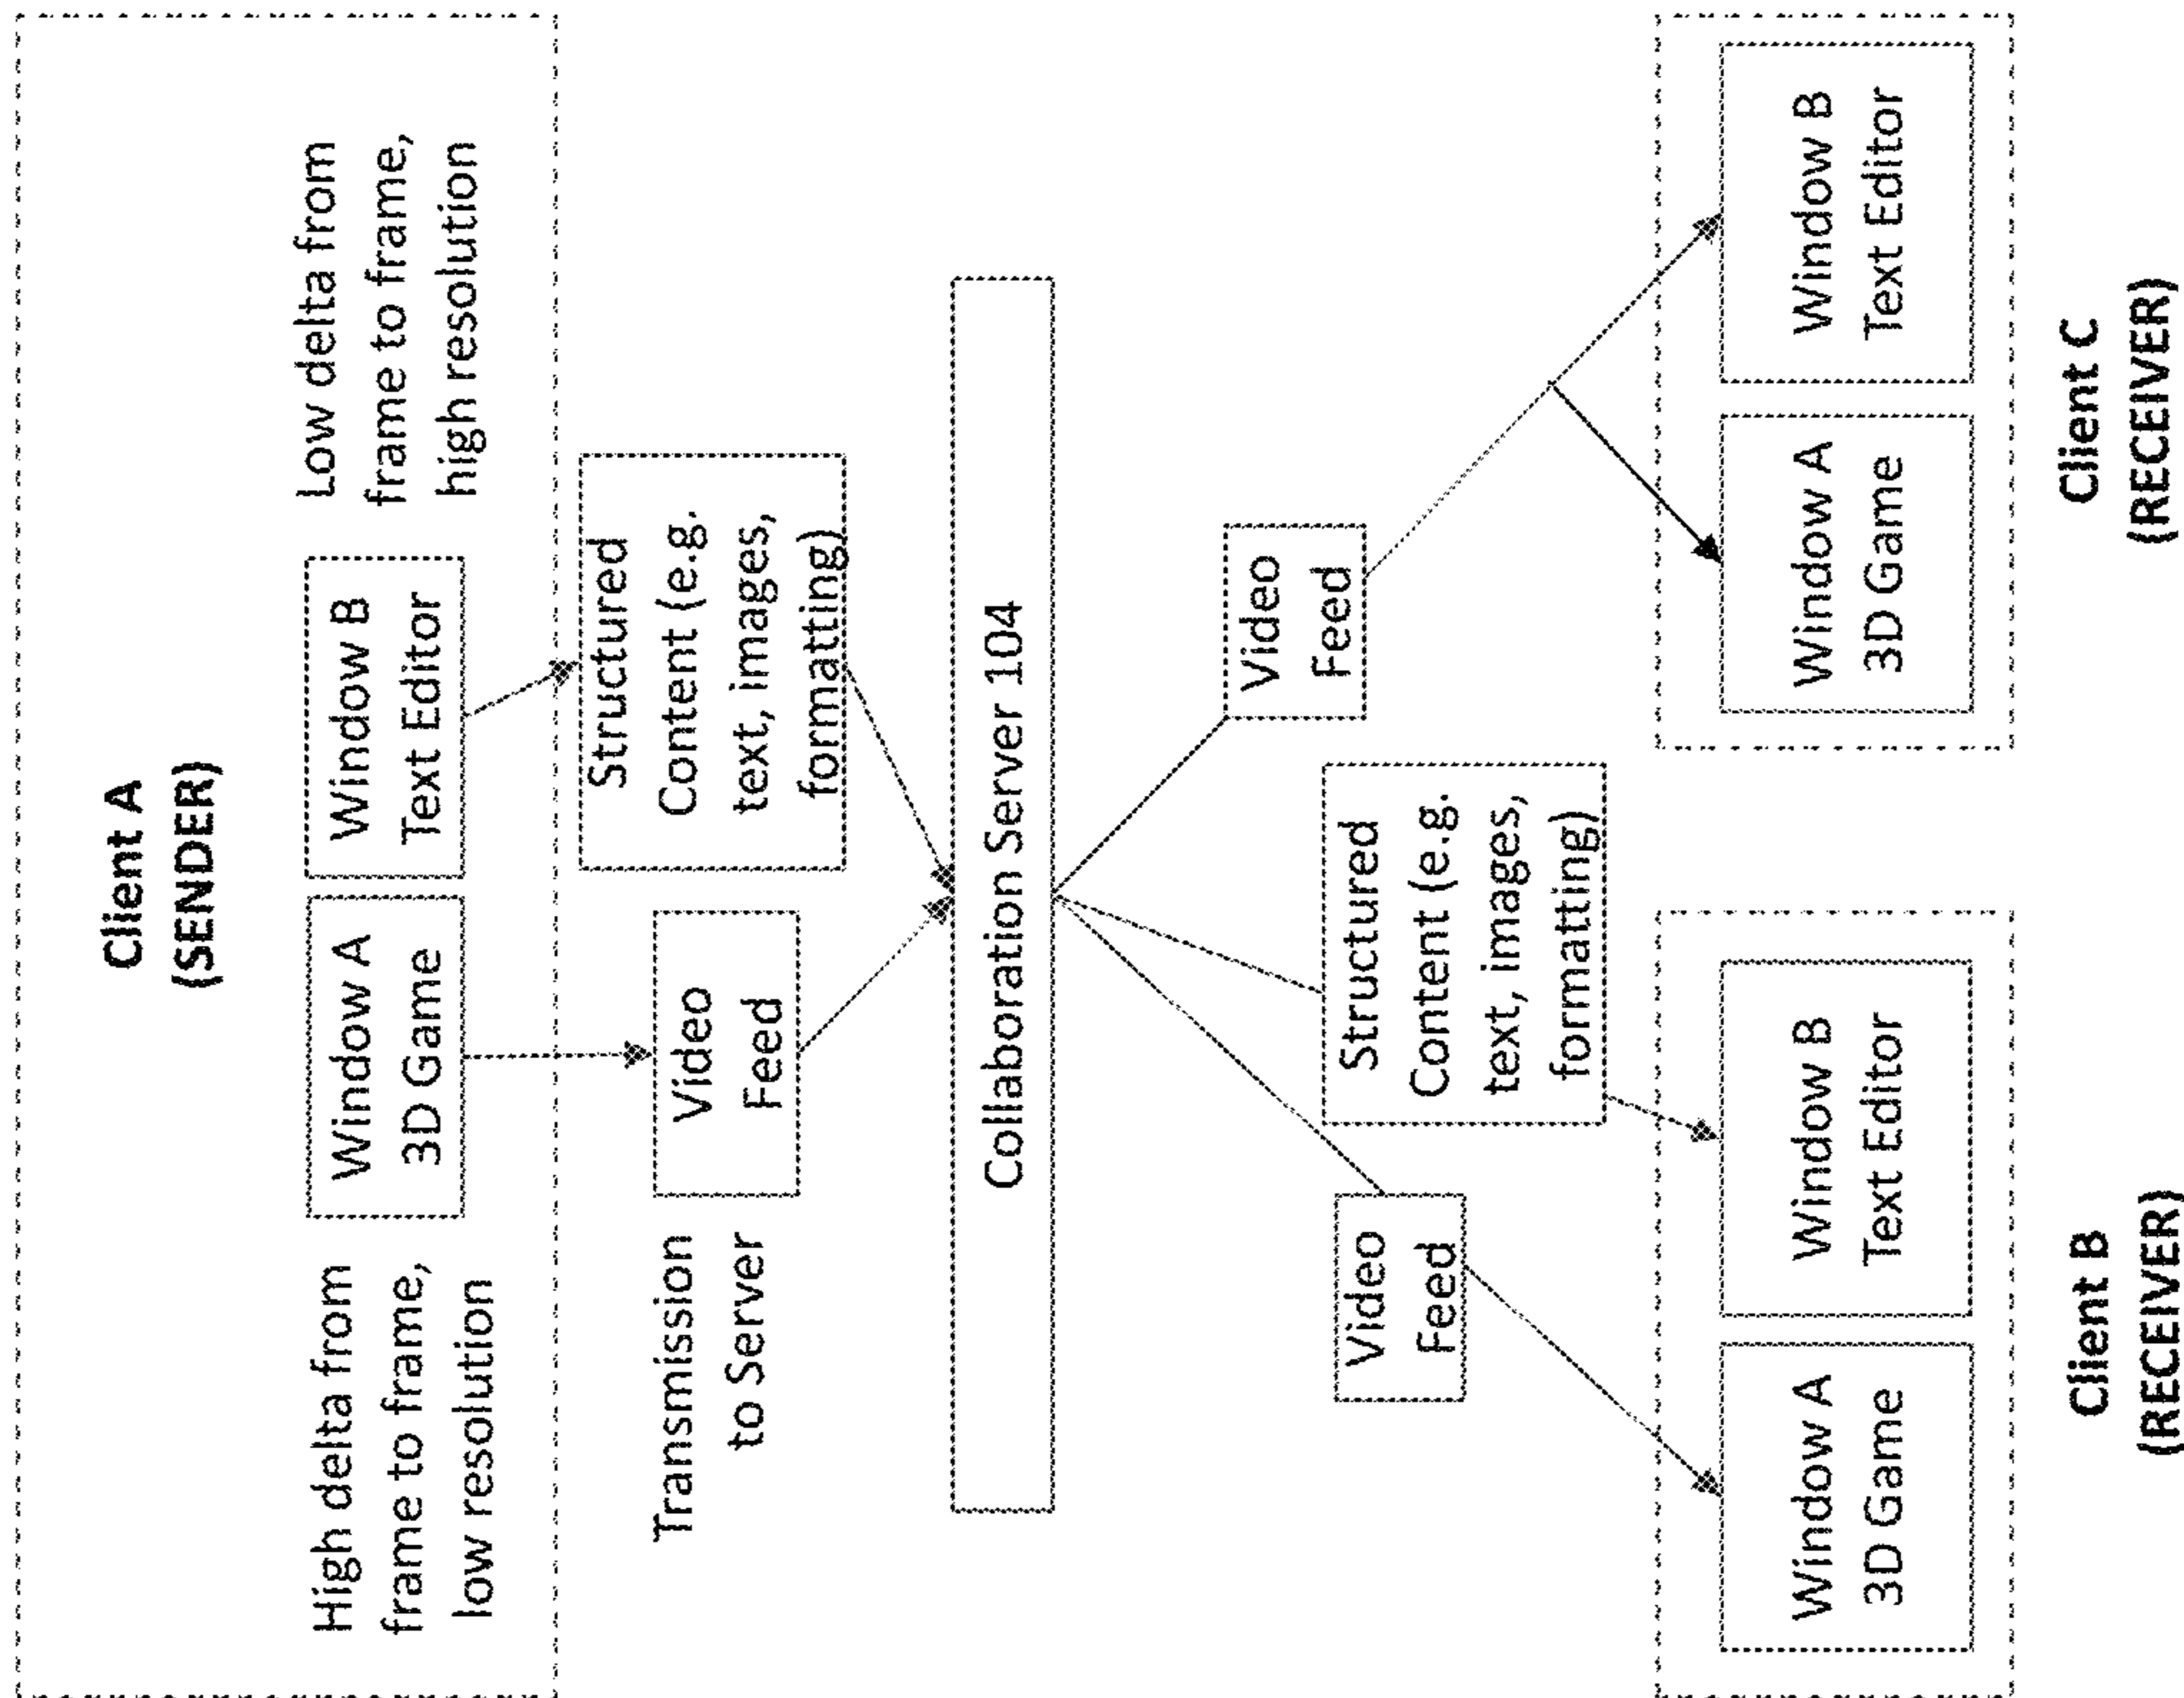 Client A
(SENDER)
High delta from
frame to frame,
low resolution
Window A
3D Game
Window B
Text Editor
Low delta from
frame to frame,
high resolution
Transmission
to Server
Video
Feed
Structured
Content (e.g.
text, images,
formatting)
Collaboration Server 104
Video
Feed
Structured
Content (e.g.
text, images,
formatting)
Video
Feed
Window A
3D Game
Window B
Text Editor
Window A
3D Game
Window B
Text Editor
Client B
(RECEIVER)
Client C
(RECEIVER)